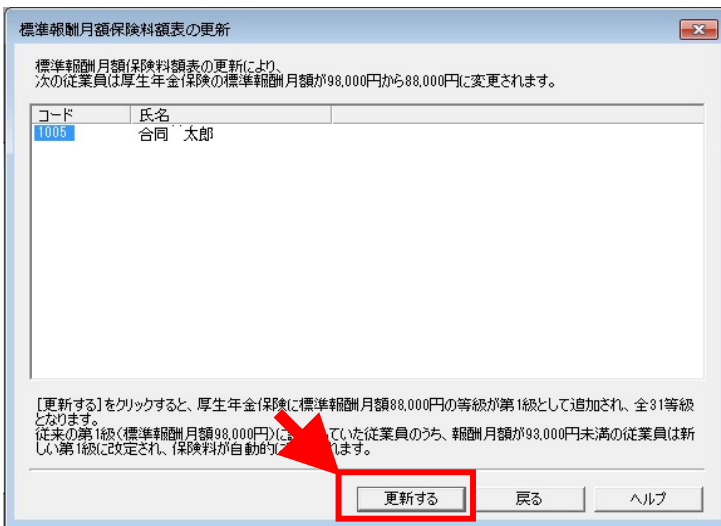 標準報酬月額保険料額表の更新
標準報酬月額保険料額表の更新により、
次の従業員は厚生年金保険の標準報酬月額が98,000円から88,000円に変更されます。
コード 氏名
1005 合同 太郎
[更新する]をクリックすると、厚生年金保険に標準報酬月額88,000円の等級が第1級として追加され、全31等級
となります。
従来の第1級(標準報酬月額98,000円)に していた従業員のうち、報酬月額が93,000円未満の従業員は新
しい第1級に改定され、保険料が自動的に れます。
更新する 戻る ヘルプ